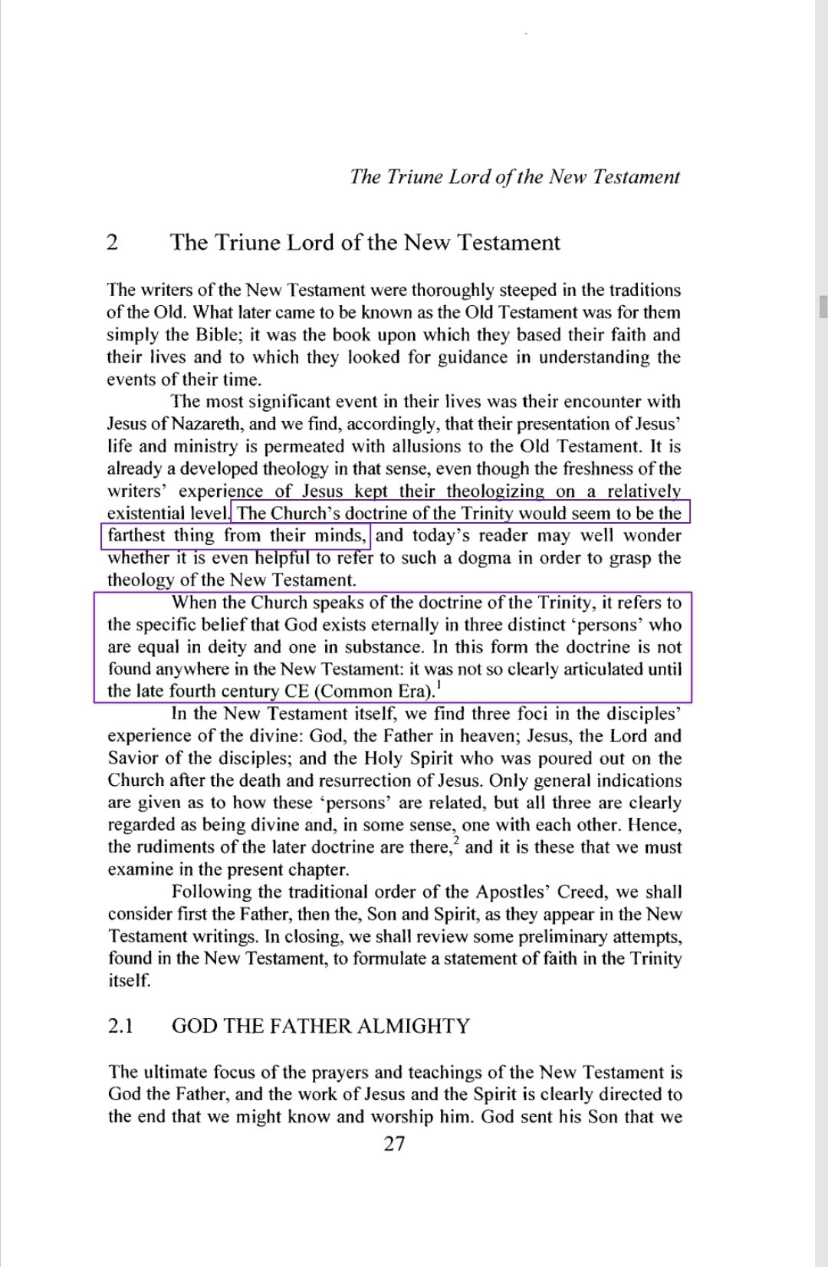 The Triune Lord of the New Testament
2 The Triune Lord of the New Testament
The writers of the New Testament were thoroughly steeped in the traditions
of the Old. What later came to be known as the Old Testament was for them
simply the Bible; it was the book upon which they based their faith and
their lives and to which they looked for guidance in understanding the
events of their time.
The most significant event in their lives was their encounter with
Jesus of Nazareth, and we find, accordingly, that their presentation of Jesus’
life and ministry is permeated with allusions to the Old Testament. It is
already a developed theology in that sense, even though the freshness of the
writers’ experience of Jesus kept their theologizing on a relatively
existential level. The Church’s doctrine of the Trinity would seem to be the
farthest thing from their minds, and today’s reader may well wonder
whether it is even helpful to refer to such a dogma in order to grasp the
theology of the New Testament.
When the Church speaks of the doctrine of the Trinity, it refers to
the specific belief that God exists eternally in three distinct ‘persons’ who
are equal in deity and one in substance. In this form the doctrine is not
found anywhere in the New Testament: it was not so clearly articulated until
the late fourth century CE (Common Era).¹
In the New Testament itself, we find three foci in the disciples’
experience of the divine: God, the Father in heaven; Jesus, the Lord and
Savior of the disciples; and the Holy Spirit who was poured out on the
Church after the death and resurrection of Jesus. Only general indications
are given as to how these ‘persons’ are related, but all three are clearly
regarded as being divine and, in some sense, one with each other. Hence,
the rudiments of the later doctrine are there,² and it is these that we must
examine in the present chapter.
Following the traditional order of the Apostles’ Creed, we shall
consider first the Father, then the, Son and Spirit, as they appear in the New
Testament writings. In closing, we shall review some preliminary attempts,
found in the New Testament, to formulate a statement of faith in the Trinity
itself.
2.1 GOD THE FATHER ALMIGHTY
The ultimate focus of the prayers and teachings of the New Testament is
God the Father, and the work of Jesus and the Spirit is clearly directed to
the end that we might know and worship him. God sent his Son that we
27